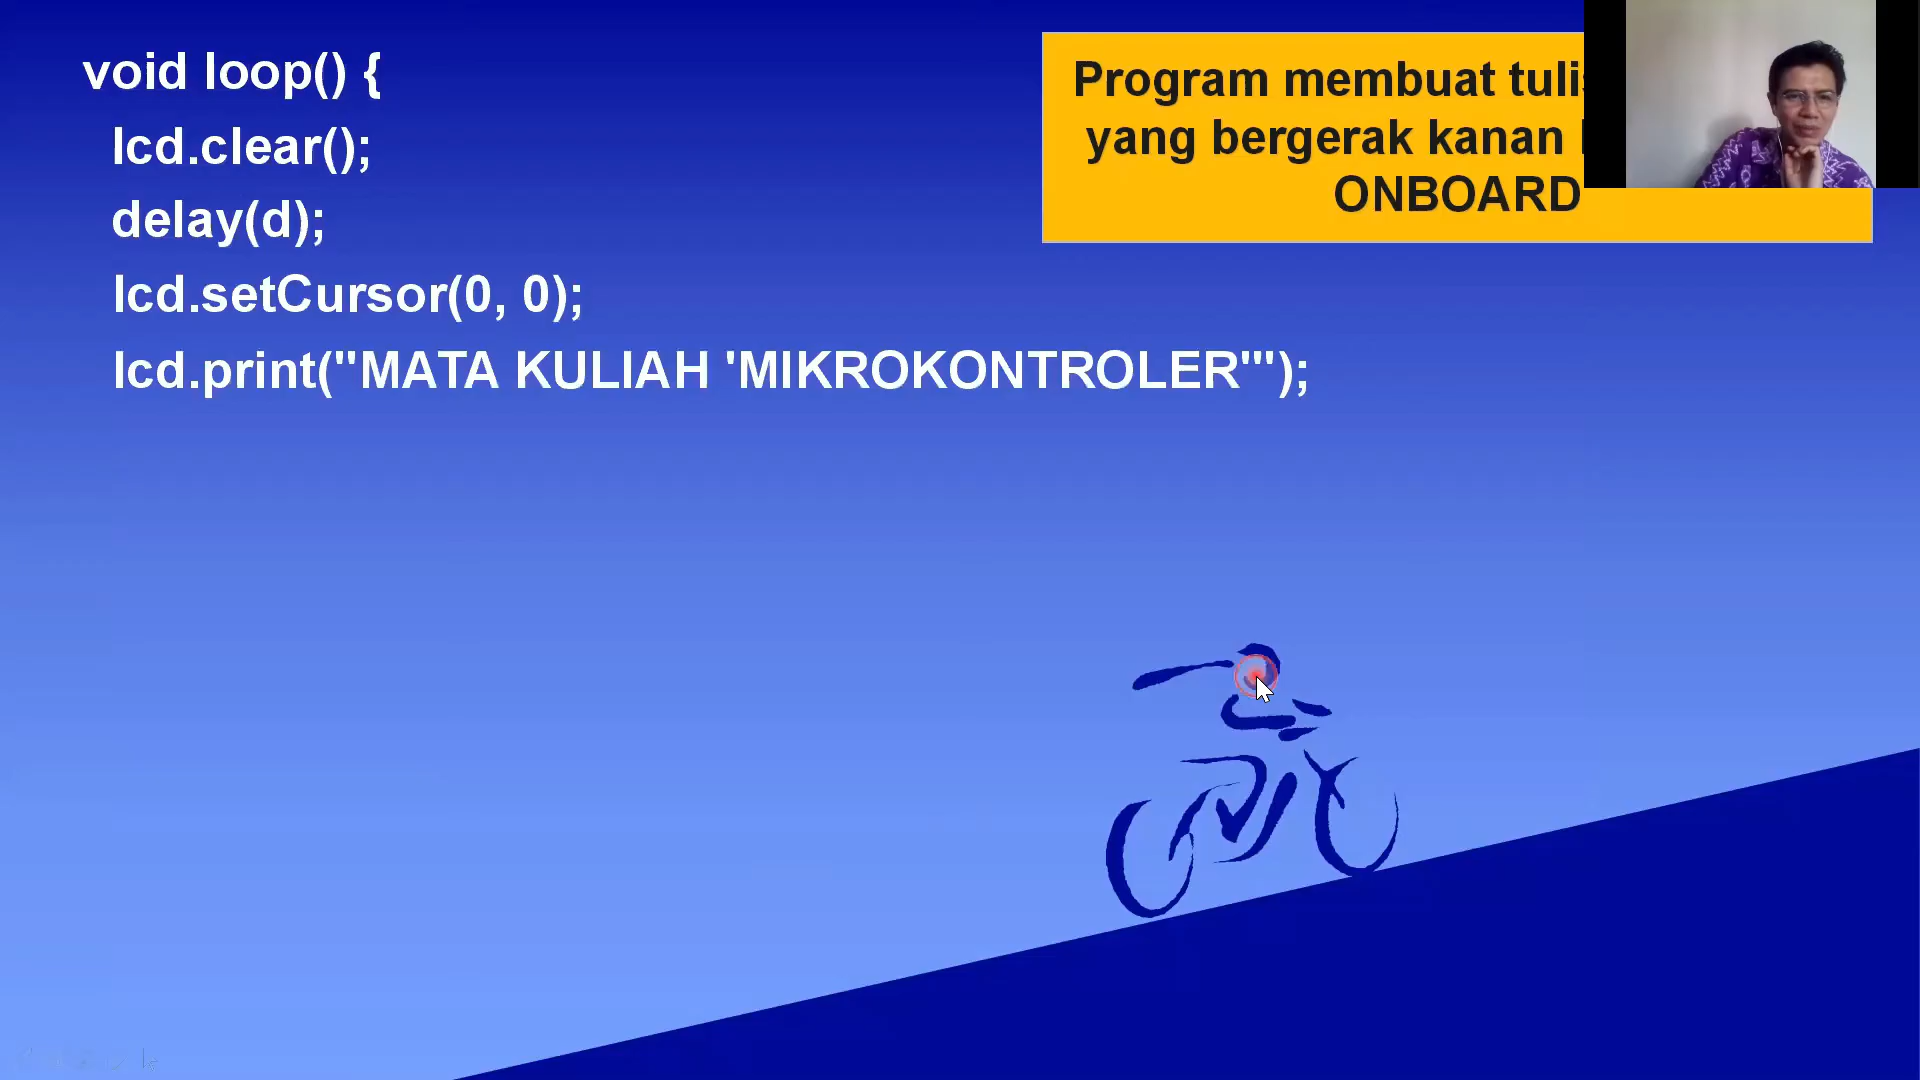 void loop() {
lcd.clear();
delay(d);
lcd.setCursor(0, 0);
lcd.print("MATA KULIAH 'MIKROKONTROLER'");
Program membuat
yang bergerak kanan
ONBOARD